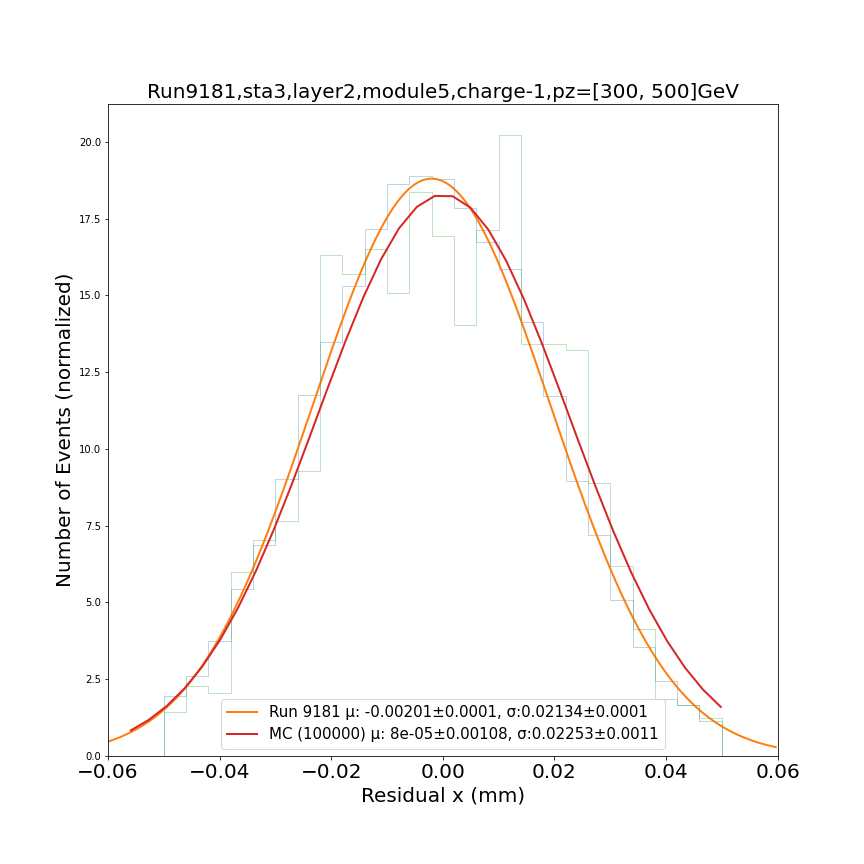 Run9181,sta3,layer2,module5,charge-1,pz=[300, 500]GeV
20.0
17.5
15.0
12.5
10.0
7.5
5.0
2.5
0.0
Number of Events (normalized)
Run 9181 μ: -0.00201±0.0001, σ:0.02134±0.0001
MC (100000) μ: 8e-05±0.00108, σ:0.02253±0.0011
−0.06 −0.04 −0.02 0.00 0.02 0.04 0.06
Residual x (mm)